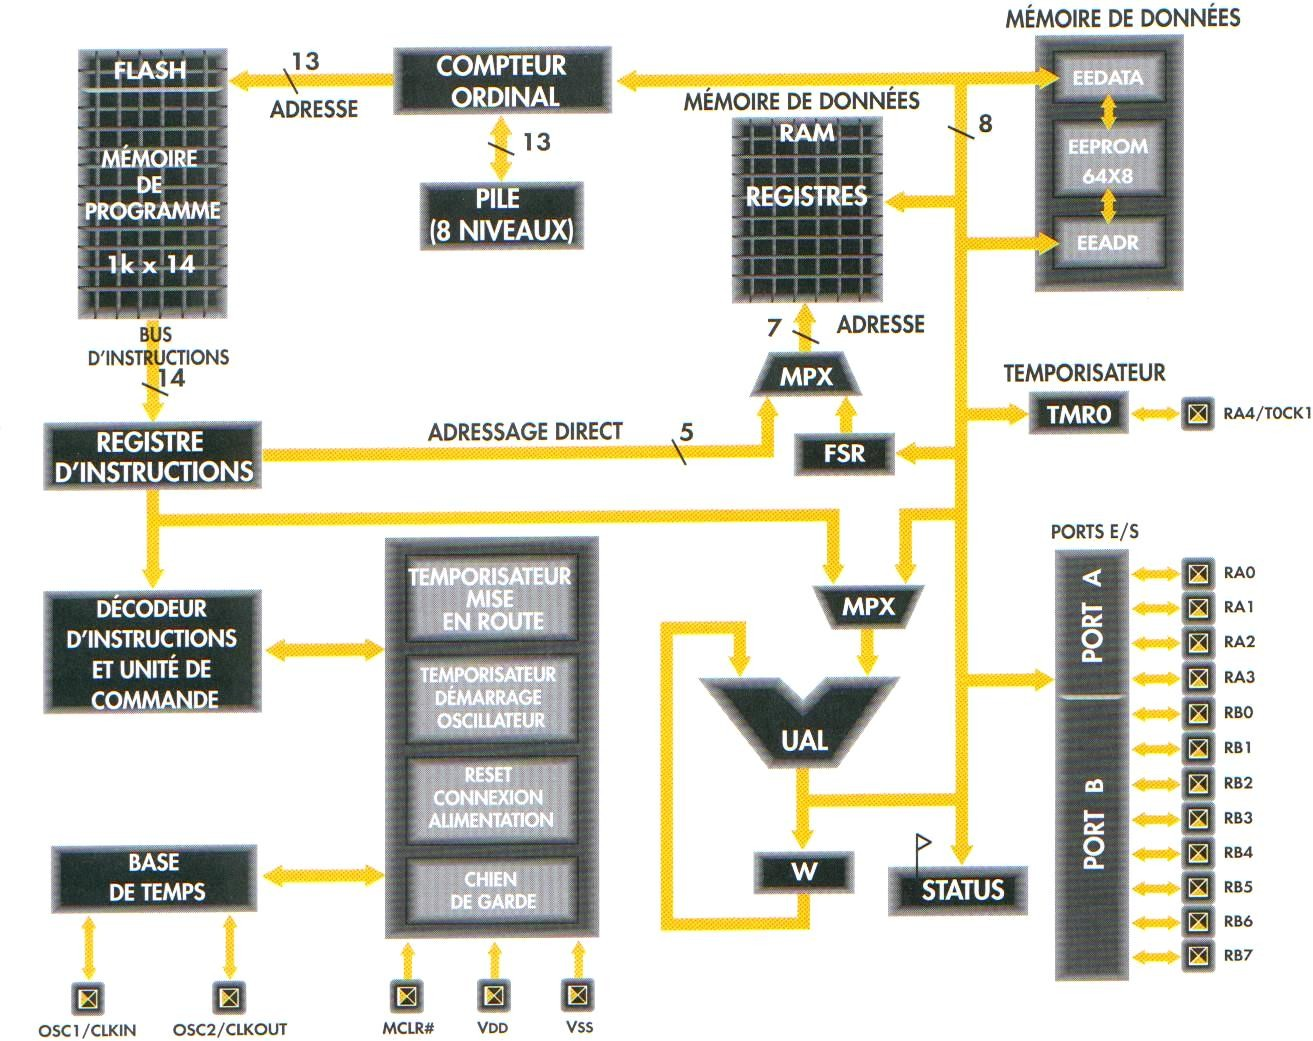 MÉMOIRE DE DONNÉES
FLASH
MÉMOIRE
DE
PROGRAMME
1k x 14
13
ADRESSE
COMPTEUR
ORDINAL
13
PILE
(8 NIVEAUX)
MÉMOIRE DE DONNÉES
RAM
REGISTRES
8
EEDATA
EEPROM
64X8
EEADR
7
ADRESSE
MPX
BUS
D'INSTRUCTIONS
14
REGISTRE
D'INSTRUCTIONS
ADRESSAGE DIRECT
5
FSR
TEMPORISATEUR
TMR0
RA4/T0CK1
DÉCODEUR
D'INSTRUCTIONS
ET UNITÉ DE
COMMANDE
TEMPORISATEUR
MISE
EN ROUTE
TEMPORISATEUR
DÉMARRAGE
OSCILLATEUR
RESET
CONNEXION
ALIMENTATION
CHIEN
DE GARDE
MPX
UAL
W
STATUS
PORTS E/S
PORT A
PORT B
RA0
RA1
RA2
RA3
RB0
RB1
RB2
RB3
RB4
RB5
RB6
RB7
BASE
DE TEMPS
OSC1/CLKIN
OSC2/CLKOUT
MCLR#
VDD
VSS